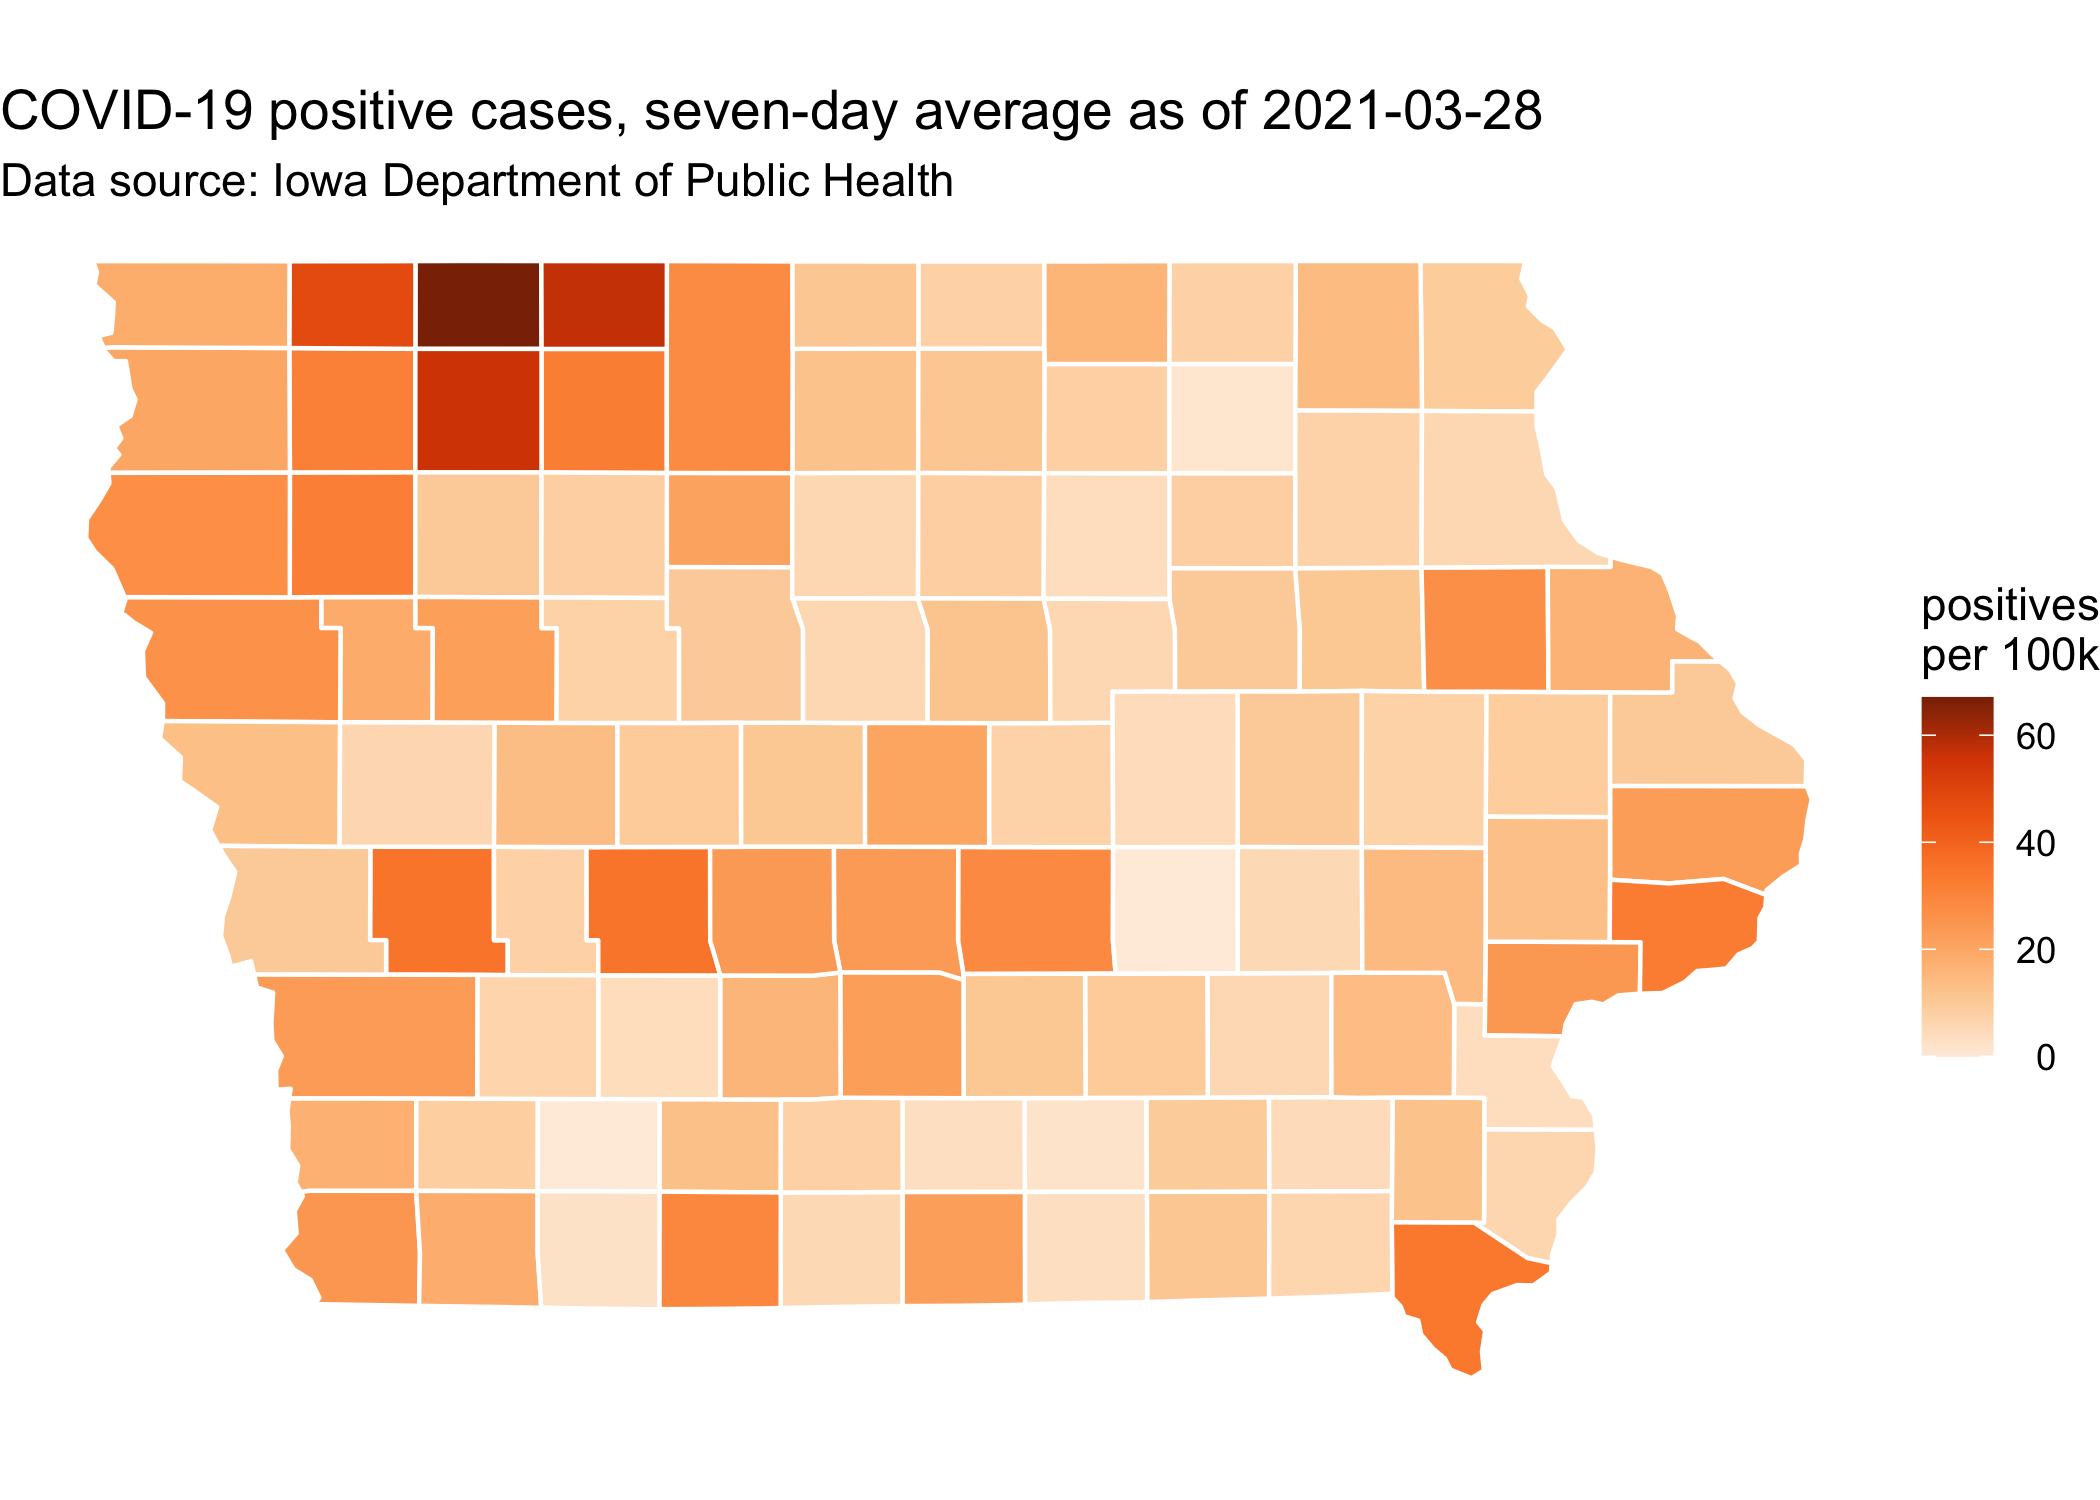 COVID-19 positive cases, seven-day average as of 2021-03-28
Data source: Iowa Department of Public Health
positives
per 100k
60
40
20
0